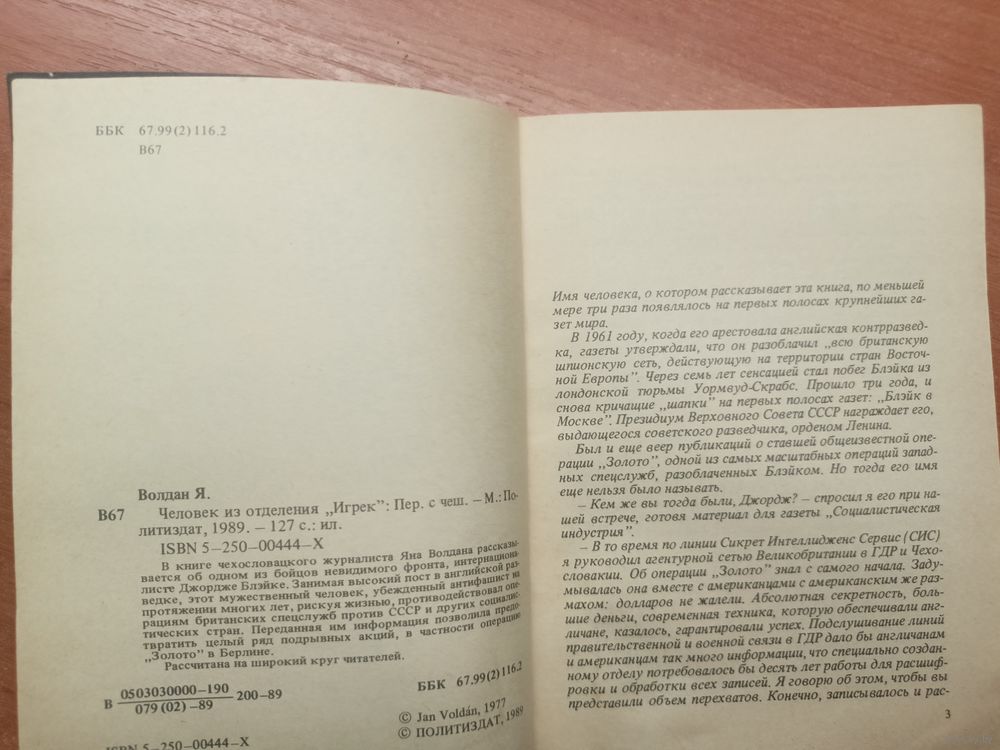 ББК 67.99(2)116.2
В67
Волдан Я.
В67 Человек из отделения „Игрек”: Пер. с чеш. – М.: По-
литиздат, 1989. – 127 с.: ил.
ISBN 5–250–00444–X
В книге чехословацкого журналиста Яна Волдана рассказы-
вается об одном из бойцов невидимого фронта, интернациона-
листе Джордже Блэйке. Занимая высокий пост в английской раз-
ведке, этот мужественный человек, убежденный антифашист на
протяжении многих лет, рискуя жизнью, противодействовал опе-
рациям британских спецслужб против СССР и других социалис-
тических стран. Переданная им информация позволила предо-
твратить целый ряд подрывных акций, в частности операцию
„Золото” в Берлине.
Рассчитана на широкий круг читателей.
В 0503030000–190 200–89
079(02)–89
ББК 67.99(2)116.2
© Jan Voldán, 1977
© ПОЛИТИЗДАТ, 1989
ISBN 5–250–00444–X
Имя человека, о котором рассказывает эта книга, по меньшей
мере три раза появлялось на первых полосах крупнейших га-
зет мира.
В 1961 году, когда его арестовала английская контрразвед-
ка, газеты утверждали, что он разоблачил „всю британскую
шпионскую сеть, действующую на территории стран Восточ-
ной Европы”. Через семь лет сенсацией стал побег Блэйка из
лондонской тюрьмы Уормвуд-Скрабс. Прошло три года, и
снова кричащие „шапки” на первых полосах газет: „Блэйк в
Москве”. Президиум Верховного Совета СССР награждает его,
выдающегося советского разведчика, орденом Ленина.
Был и еще веер публикаций о ставшей общеизвестной опе-
рации „Золото”, одной из самых масштабных операций запад-
ных спецслужб, разоблаченных Блэйком. Но тогда его имя
еще нельзя было называть.
– Кем же вы тогда были, Джордж? – спросил я его при на-
шей встрече, готовя материал для газеты „Социалистическая
индустрия”.
– В то время по линии Сикрет Интеллидженс Сервис (СИС)
я руководил агентурной сетью Великобритании в ГДР и Чехо-
словакии. Об операции „Золото” знал с самого начала. Заду-
мывалась она вместе с американцами с американским же раз-
махом: долларов не жалели. Абсолютная секретность, боль-
шие деньги, современная техника, которую обеспечивали анг-
личане, казалось, гарантировали успех. Подслушивание линий
правительственной и военной связи в ГДР дало бы англичанам
и американцам так много информации, что специально создан-
ному отделу потребовалось бы десять лет работы для расшиф-
ровки и обработки всех записей. Я говорю об этом, чтобы вы
представили объем перехватов. Конечно, записывалось и рас-
3